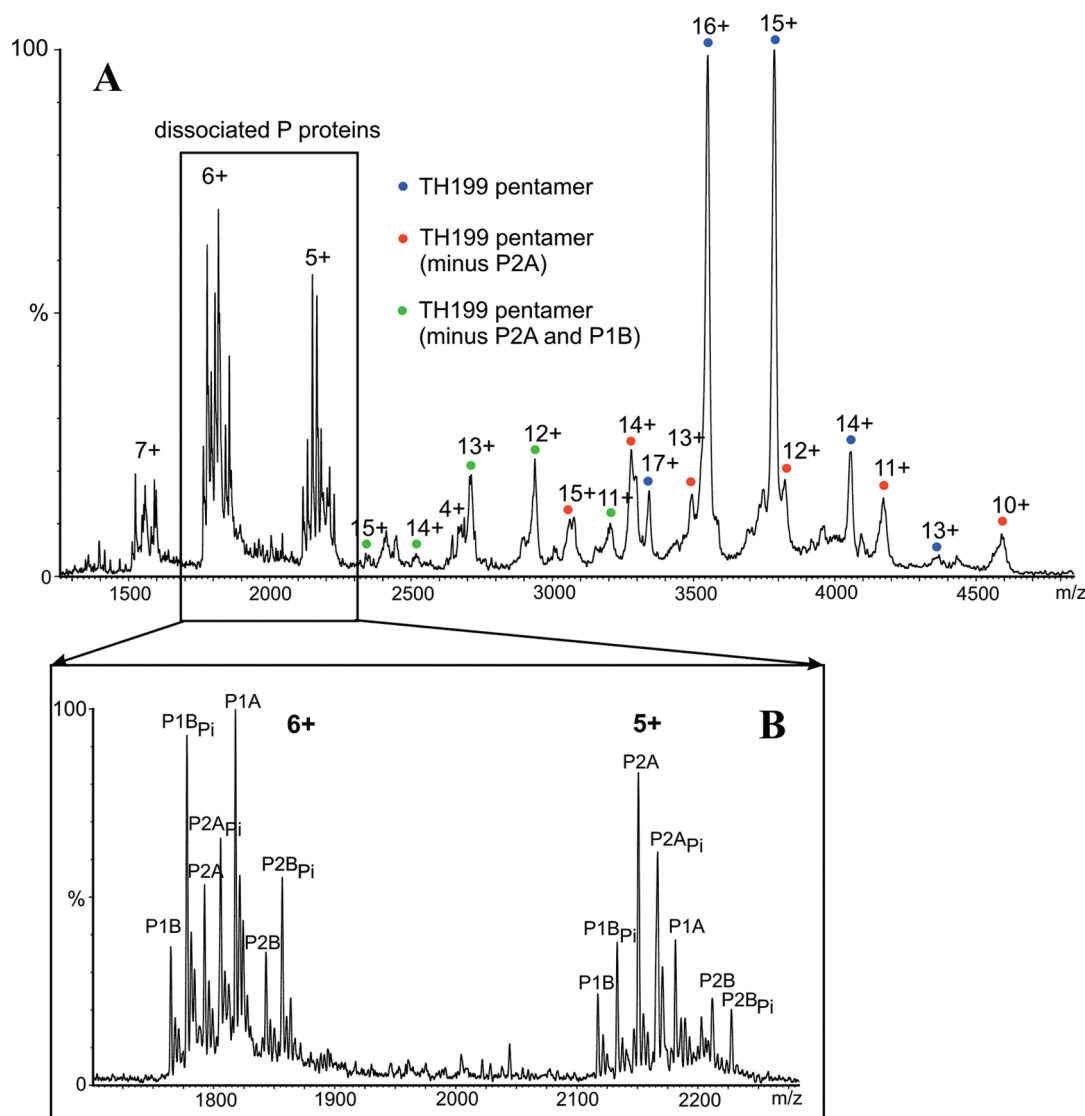 16+
15+
100
A
dissociated P proteins
6+
TH199 pentamer
5+
TH199 pentamer
(minus P2A)
TH199 pentamer
(minus P2A and P1B)
%
14+
13+
14+
12+
13+
12+
7+
17+
11+
15+
11+
4+
10+
15+
14+
13+
0
1500
2000
2500
3000
3500
4000
4500
m/z
100
P1A
P1BPi
6+
5+
B
P2A
P2APi
P2APi
P2A
P2BPi
%
P1BPi
P1A
P1B
P2B
P1B
P2B
P2BPi
0
1800
1900
2000
2100
2200
m/z